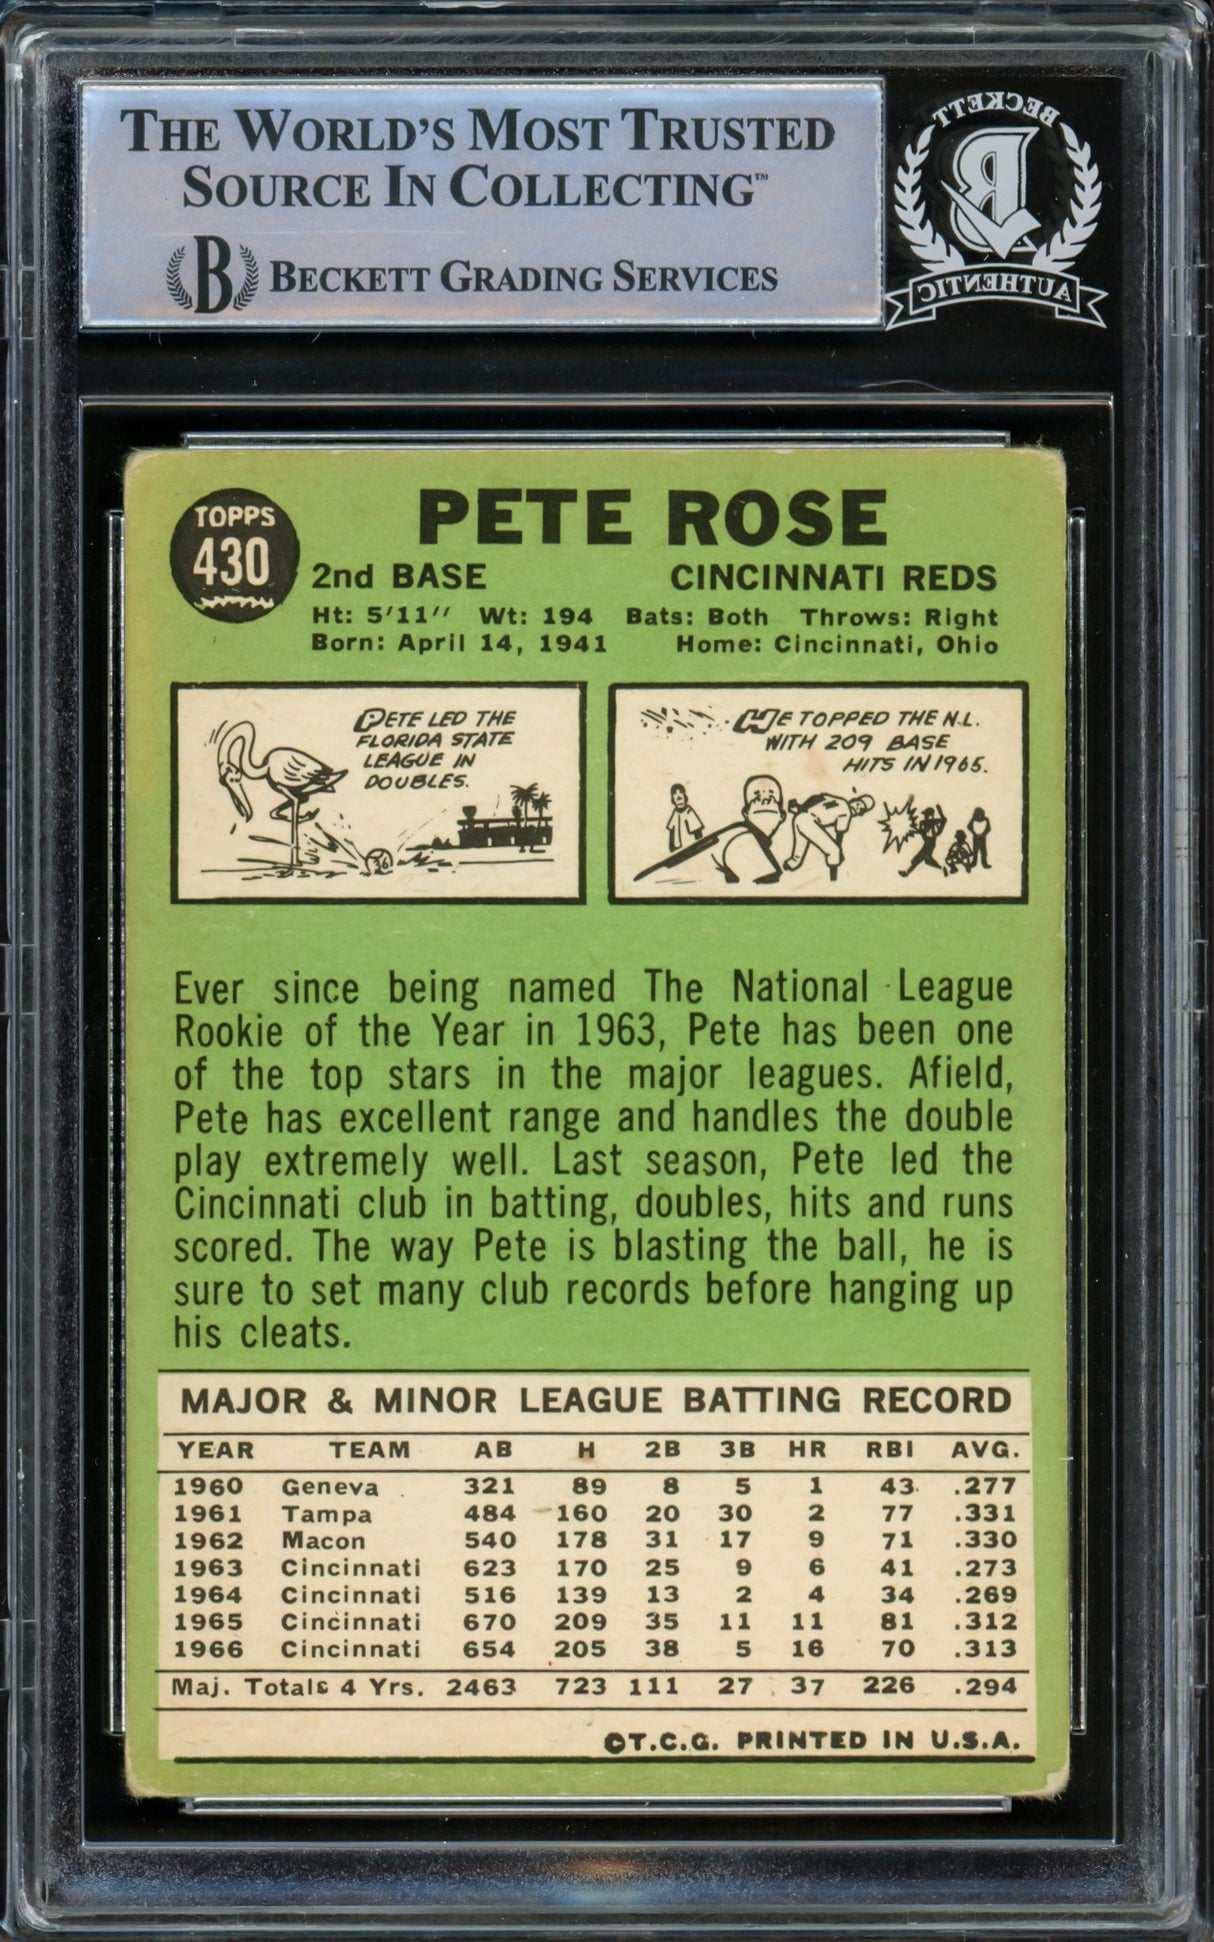 THE WORLD'S MOST TRUSTED
SOURCE IN COLLECTING™
B BECKETT GRADING SERVICES
BECKETT
B
AUTHENTIC
TOPPS
430
PETE ROSE
2nd BASE CINCINNATI REDS
Ht: 5'11" Wt: 194 Bats: Both Throws: Right
Born: April 14, 1941 Home: Cincinnati, Ohio
PETE LED THE
FLORIDA STATE
LEAGUE IN
DOUBLES.
HE TOPPED THE N.L.
WITH 209 BASE
HITS IN 1965.
Ever since being named The National League
Rookie of the Year in 1963, Pete has been one
of the top stars in the major leagues. Afield,
Pete has excellent range and handles the double
play extremely well. Last season, Pete led the
Cincinnati club in batting, doubles, hits and runs
scored. The way Pete is blasting the ball, he is
sure to set many club records before hanging up
his cleats.
MAJOR & MINOR LEAGUE BATTING RECORD
YEAR TEAM AB H 2B 3B HR RBI AVG.
1960 Geneva 321 89 8 5 1 43 .277
1961 Tampa 484 160 20 30 2 77 .331
1962 Macon 540 178 31 17 9 71 .330
1963 Cincinnati 623 170 25 9 6 41 .273
1964 Cincinnati 516 139 13 2 4 34 .269
1965 Cincinnati 670 209 35 11 11 81 .312
1966 Cincinnati 654 205 38 5 16 70 .313
Maj. Totals 4 Yrs. 2463 723 111 27 37 226 .294
©T.C.G. PRINTED IN U.S.A.